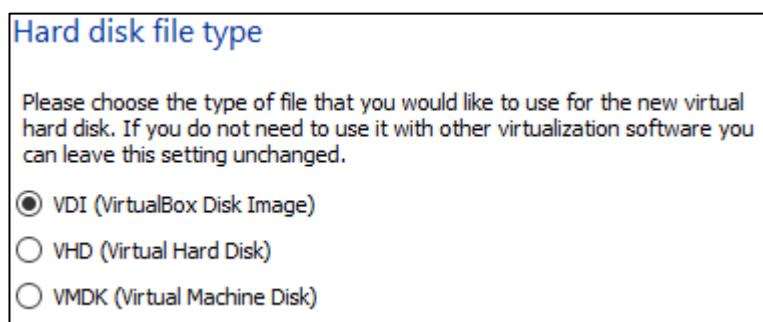 Hard disk file type
Please choose the type of file that you would like to use for the new virtual
hard disk. If you do not need to use it with other virtualization software you
can leave this setting unchanged.
VDI (VirtualBox Disk Image)
VHD (Virtual Hard Disk)
VMDK (Virtual Machine Disk)